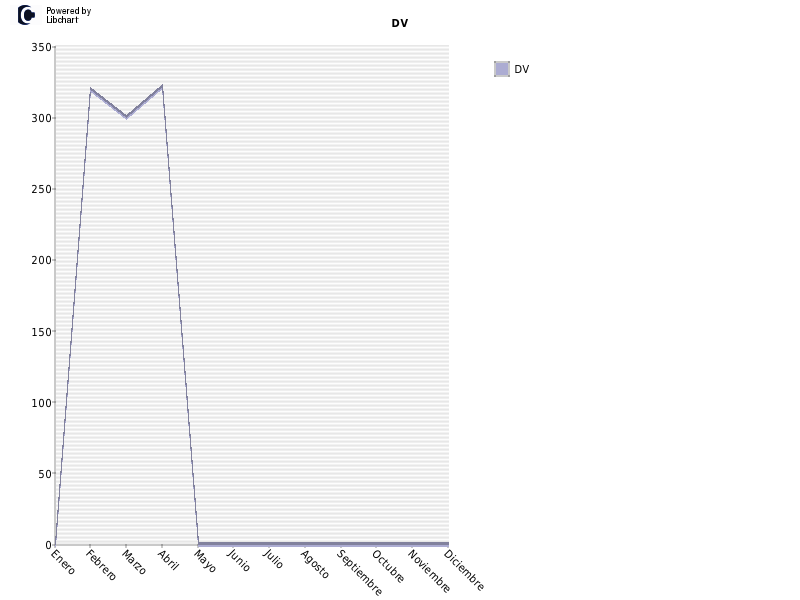 Powered by
Libchart
DV
DV
350
300
250
200
150
100
50
0
Enero
Febrero
Marzo
Abril
Mayo
Junio
Julio
Agosto
Septiembre
Octubre
Noviembre
Diciembre